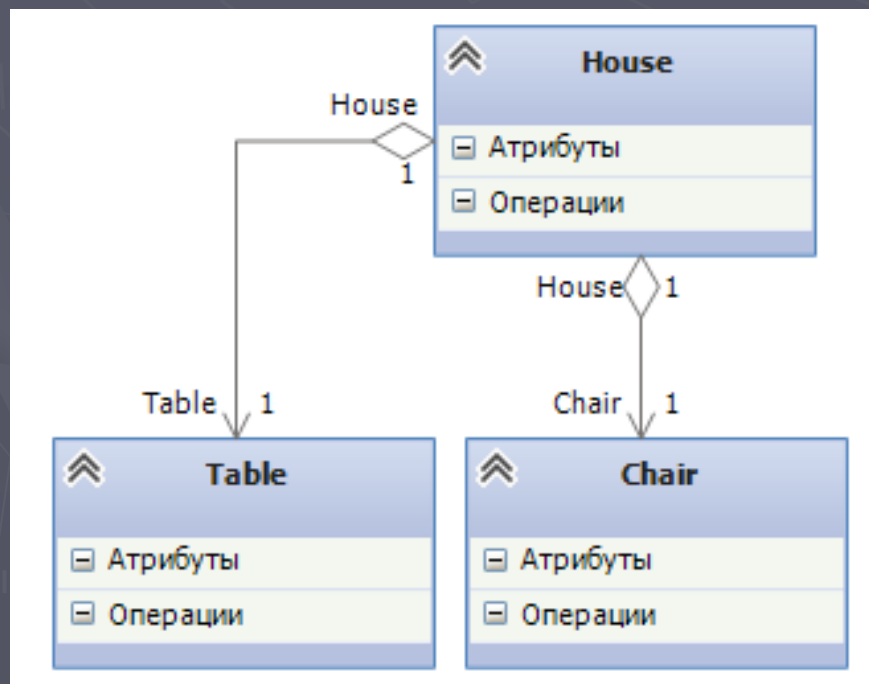 House
House
Атрибуты
1
Операции
House
1
Table
1
Chair
1
Table
Chair
Атрибуты
Атрибуты
Операции
Операции